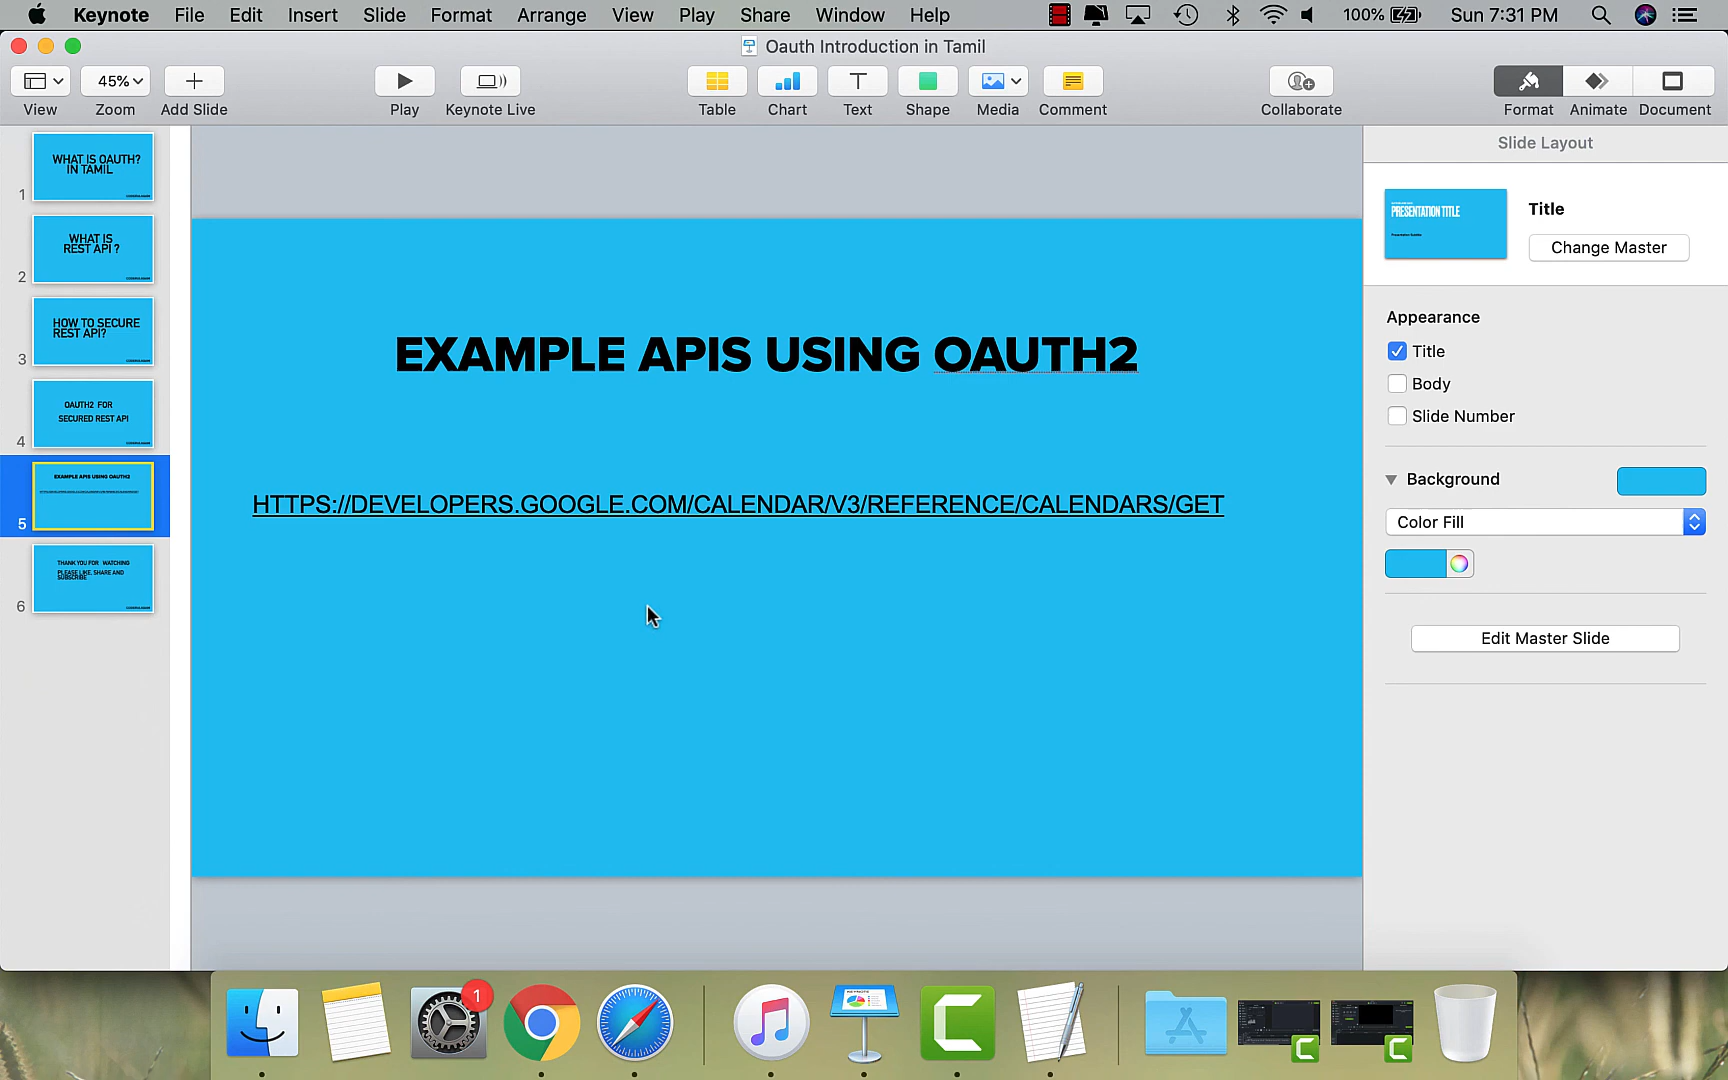 Keynote File Edit Insert Slide Format Arrange View Play Share Window Help 100% Sun 7:31 PM
Oauth Introduction in Tamil
45%
View Zoom Add Slide Play Keynote Live Table Chart Text Shape Media Comment Collaborate Format Animate Document
Slide Layout
WHAT IS OAUTH?
IN TAMIL
1
WHAT IS
REST API ?
2
HOW TO SECURE
REST API?
3
OAUTH2 FOR
SECURED REST API
4
EXAMPLE APIS USING OAUTH2
5
THANK YOU FOR WATCHING
PLEASE LIKE, SHARE AND
SUBSCRIBE
6
EXAMPLE APIS USING OAUTH2
HTTPS://DEVELOPERS.GOOGLE.COM/CALENDAR/V3/REFERENCE/CALENDARS/GET
PRESENTATION TITLE
Title
Change Master
Appearance
Title
Body
Slide Number
Background
Color Fill
Edit Master Slide
1
KEYNOTE